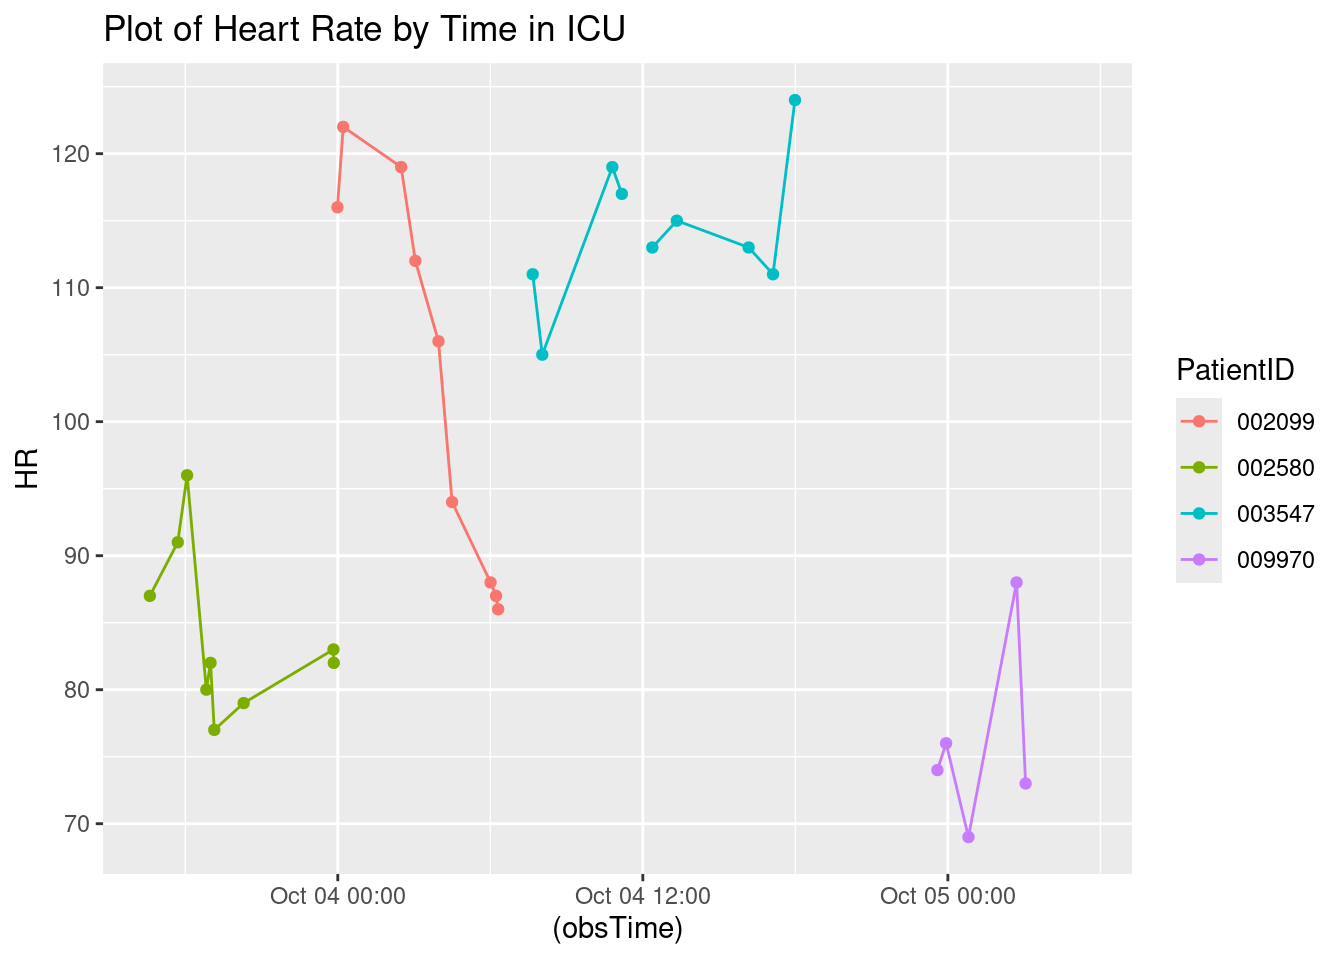 Plot of Heart Rate by Time in ICU
120
110
100
90
80
70
HR
Oct 04 00:00
Oct 04 12:00
Oct 05 00:00
(obsTime)
PatientID
002099
002580
003547
009970